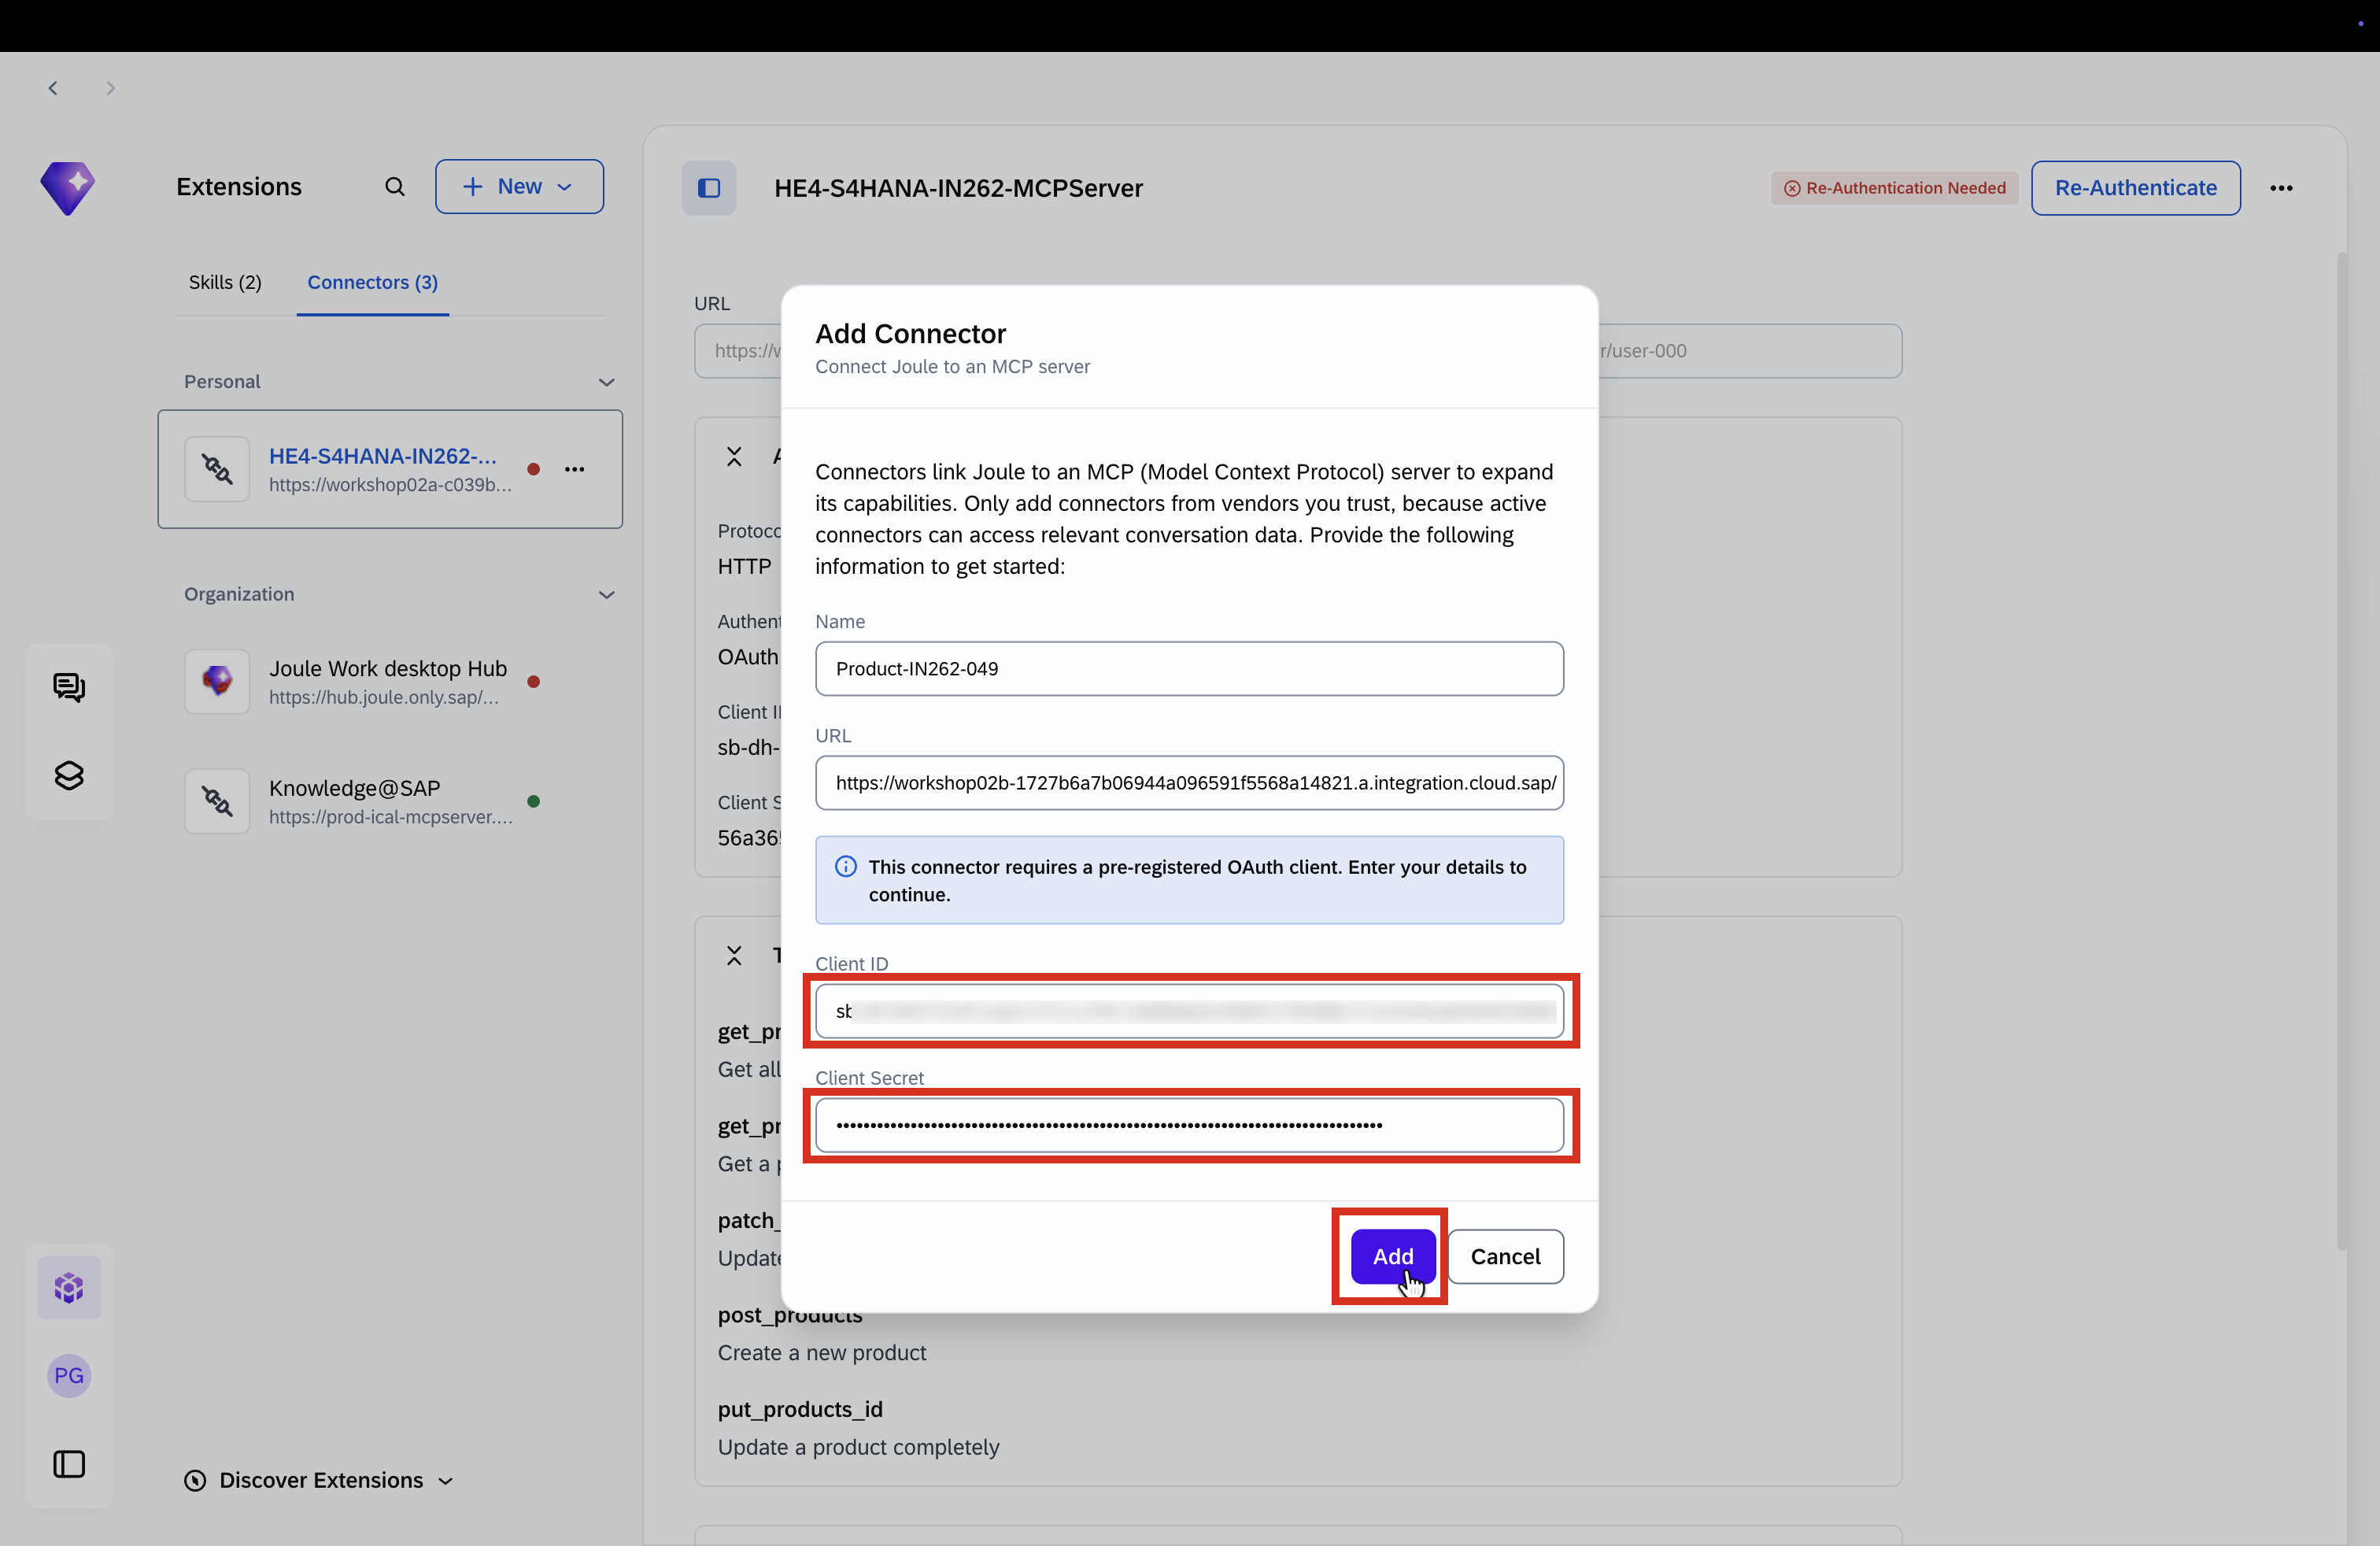 Extensions
New
Skills (2)
Connectors (3)
Personal
HE4-S4HANA-IN262-...
https://workshop02a-c039b...
Organization
Joule Work desktop Hub
https://hub.joule.only.sap/...
Knowledge@SAP
https://prod-ical-mcpserver....
PG
Discover Extensions
HE4-S4HANA-IN262-MCPServer
Re-Authentication Needed
Re-Authenticate
URL
r/user-000
HTTP
OAuth
sb-dh-
get_pr
Get all
get_pr
Get a
patch_
post_products
Create a new product
put_products_id
Update a product completely
Add Connector
Connect Joule to an MCP server
Connectors link Joule to an MCP (Model Context Protocol) server to expand
its capabilities. Only add connectors from vendors you trust, because active
connectors can access relevant conversation data. Provide the following
information to get started:
Name
Product-IN262-049
URL
https://workshop02b-1727b6a7b06944a096591f5568a14821.a.integration.cloud.sap/
This connector requires a pre-registered OAuth client. Enter your details to
continue.
Client ID
sb
Client Secret
Add
Cancel